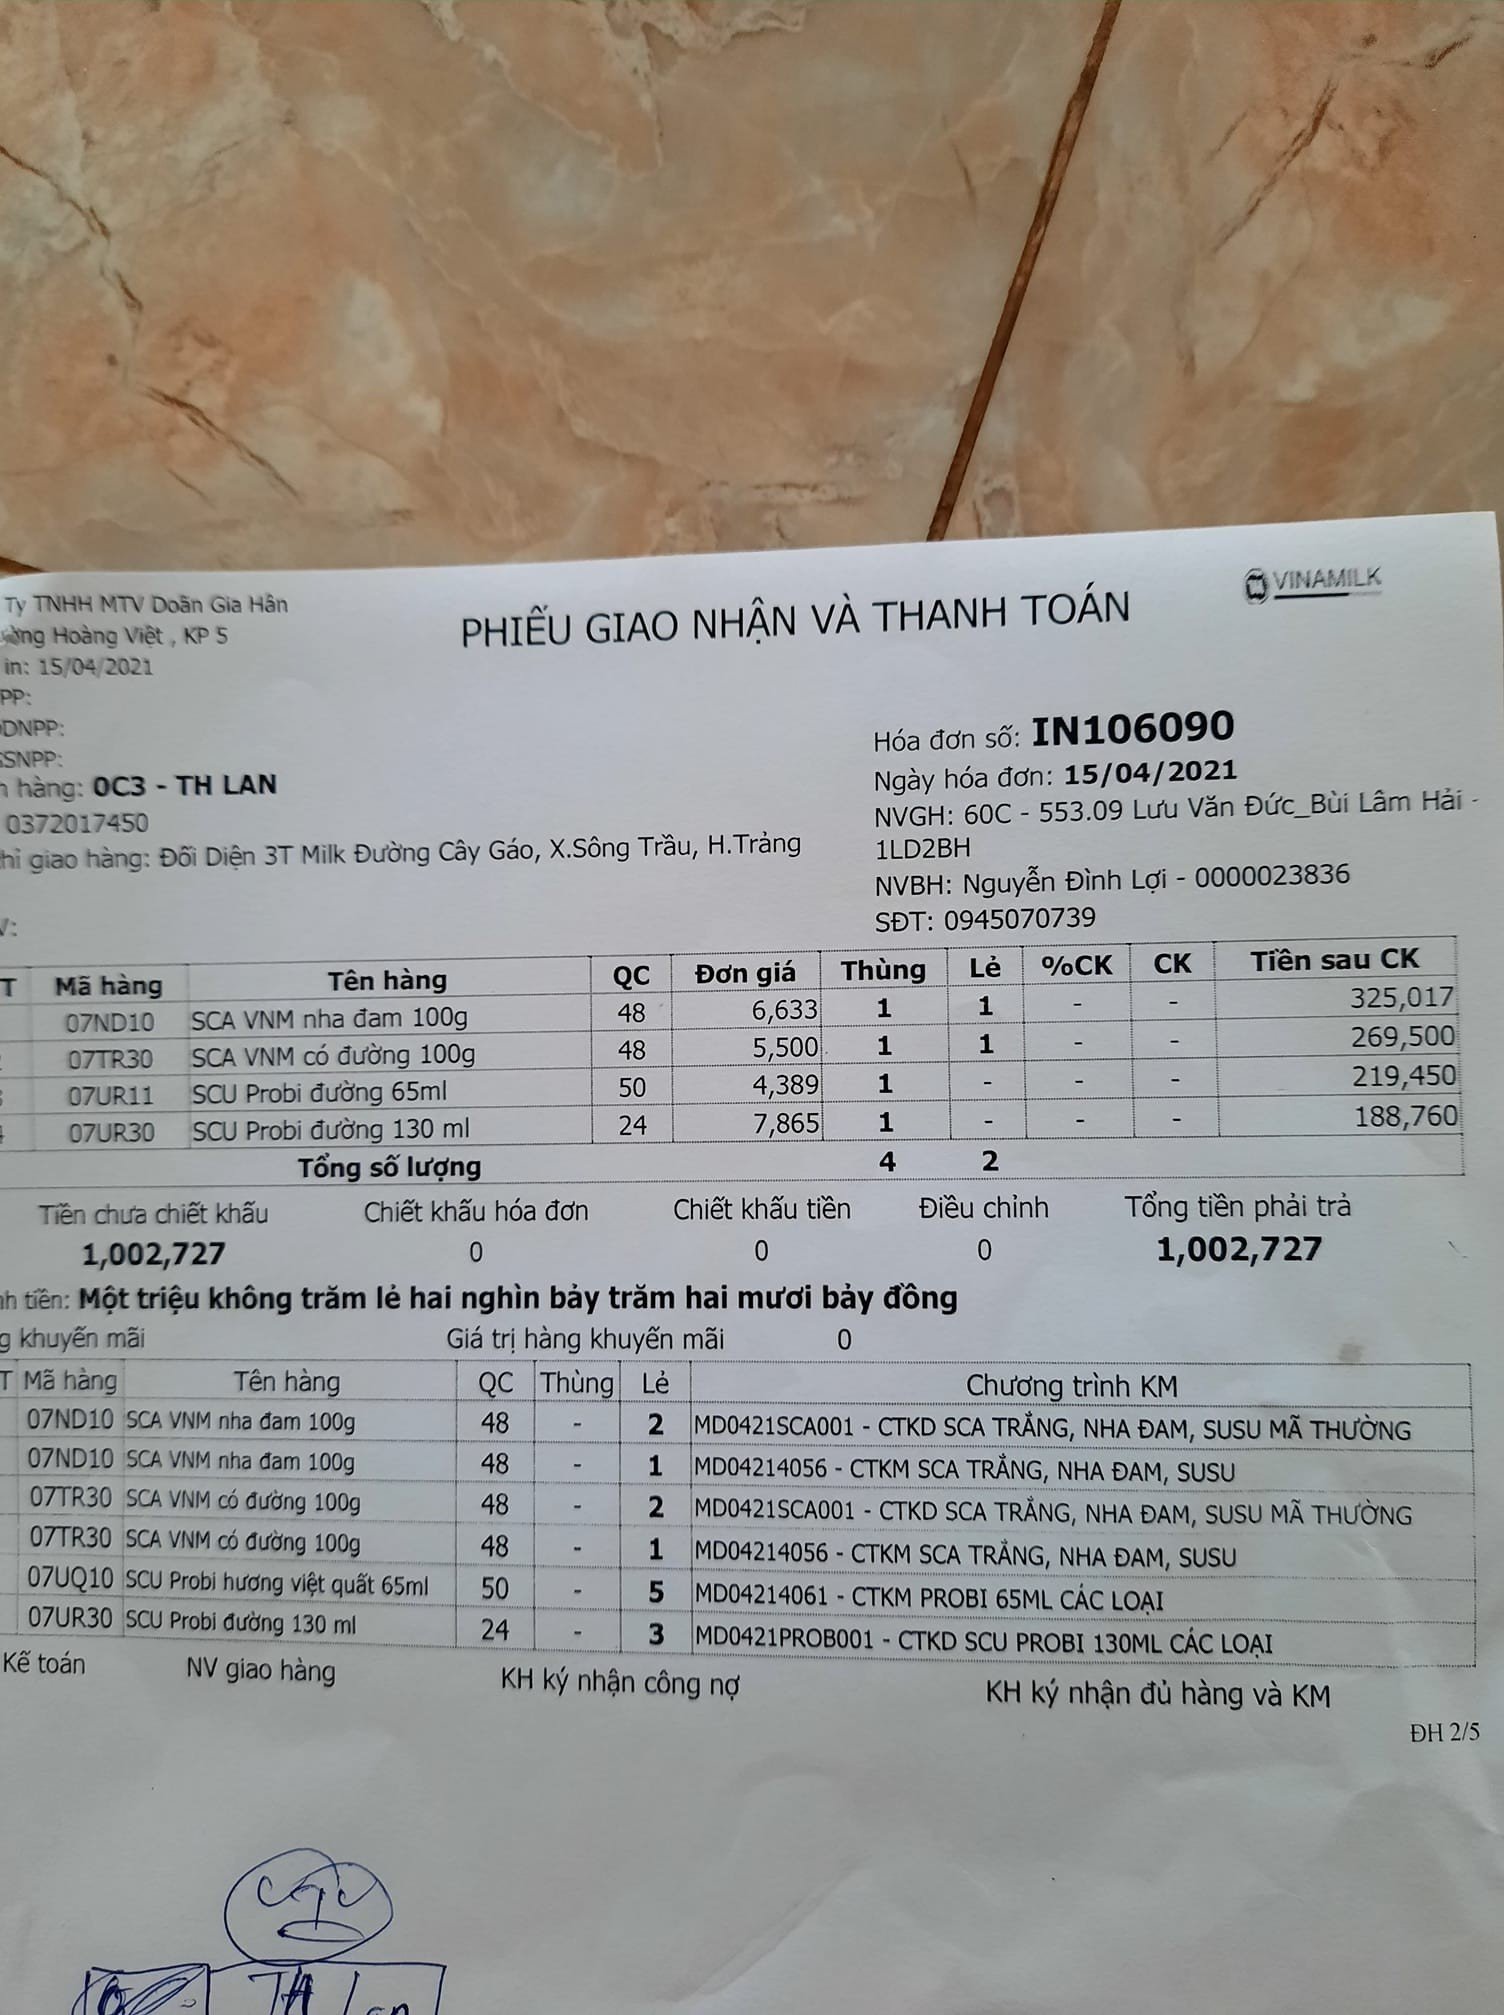 Ty TNHH MTV Doãn Gia Hân
Hoàng Việt , KP 5
in: 15/04/2021
PP:
DNPP:
SNPP:
hàng: 0C3 - TH LAN
0372017450
giao hàng: Đối Diện 3T Milk Đường Cây Gáo, X.Sông Trầu, H.Trảng
VINAMILK
PHIẾU GIAO NHẬN VÀ THANH TOÁN
Hóa đơn số: IN106090
Ngày hóa đơn: 15/04/2021
NVGH: 60C - 553.09 Lưu Văn Đức_Bùi Lâm Hải -
1LD2BH
NVBH: Nguyễn Đình Lợi - 0000023836
SĐT: 0945070739
T Mã hàng Tên hàng QC Đơn giá Thùng Lẻ %CK CK Tiền sau CK
07ND10 SCA VNM nha đam 100g 48 6,633 1 1 - - 325,017
07TR30 SCA VNM có đường 100g 48 5,500 1 1 - - 269,500
07UR11 SCU Probi đường 65ml 50 4,389 1 - - - 219,450
07UR30 SCU Probi đường 130 ml 24 7,865 1 - - - 188,760
Tổng số lượng 4 2
Tiền chưa chiết khấu Chiết khấu hóa đơn Chiết khấu tiền Điều chỉnh Tổng tiền phải trả
1,002,727 0 0 0 1,002,727
tiền: Một triệu không trăm lẻ hai nghìn bảy trăm hai mươi bảy đồng
khuyến mãi Giá trị hàng khuyến mãi 0
T Mã hàng Tên hàng QC Thùng Lẻ Chương trình KM
07ND10 SCA VNM nha đam 100g 48 - 2 MD0421SCA001 - CTKD SCA TRẮNG, NHA ĐAM, SUSU MÃ THƯỜNG
07ND10 SCA VNM nha đam 100g 48 - 1 MD04214056 - CTKM SCA TRẮNG, NHA ĐAM, SUSU
07TR30 SCA VNM có đường 100g 48 - 2 MD0421SCA001 - CTKD SCA TRẮNG, NHA ĐAM, SUSU MÃ THƯỜNG
07TR30 SCA VNM có đường 100g 48 - 1 MD04214056 - CTKM SCA TRẮNG, NHA ĐAM, SUSU
07UQ10 SCU Probi hương việt quất 65ml 50 - 5 MD04214061 - CTKM PROBI 65ML CÁC LOẠI
07UR30 SCU Probi đường 130 ml 24 - 3 MD0421PROB001 - CTKD SCU PROBI 130ML CÁC LOẠI
Kế toán NV giao hàng KH ký nhận công nợ KH ký nhận đủ hàng và KM
ĐH 2/5
TH Lan